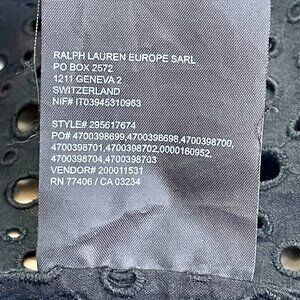 RALPH LAUREN EUROPE SARL
PO BOX 2572
1211 GENEVA 2
SWITZERLAND
NIF# IT03945310963
STYLE# 295617674
PO# 4700398699,4700398698,4700398700,
4700398701,4700398702,0000160952,
4700398704,4700398703
VENDOR# 200011531
RN 77406 / CA 03234